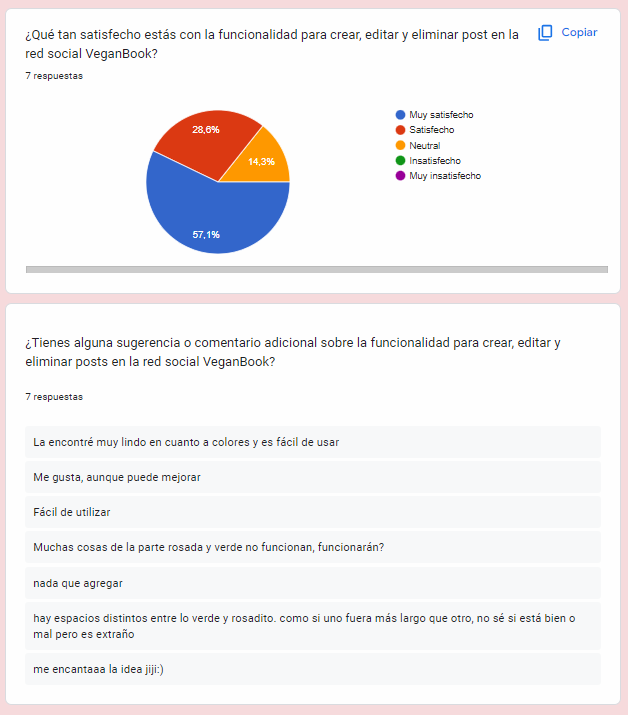 ¿Qué tan satisfecho estás con la funcionalidad para crear, editar y eliminar post en la
red social VeganBook?
Copiar
7 respuestas
Muy satisfecho
Satisfecho
Neutral
Insatisfecho
Muy insatisfecho
28,6%
14,3%
57,1%
¿Tienes alguna sugerencia o comentario adicional sobre la funcionalidad para crear, editar y
eliminar posts en la red social VeganBook?
7 respuestas
La encontré muy lindo en cuanto a colores y es fácil de usar
Me gusta, aunque puede mejorar
Fácil de utilizar
Muchas cosas de la parte rosada y verde no funcionan, funcionarán?
nada que agregar
hay espacios distintos entre lo verde y rosadito. como si uno fuera más largo que otro, no sé si está bien o
mal pero es extraño
me encantaaa la idea jiji:)